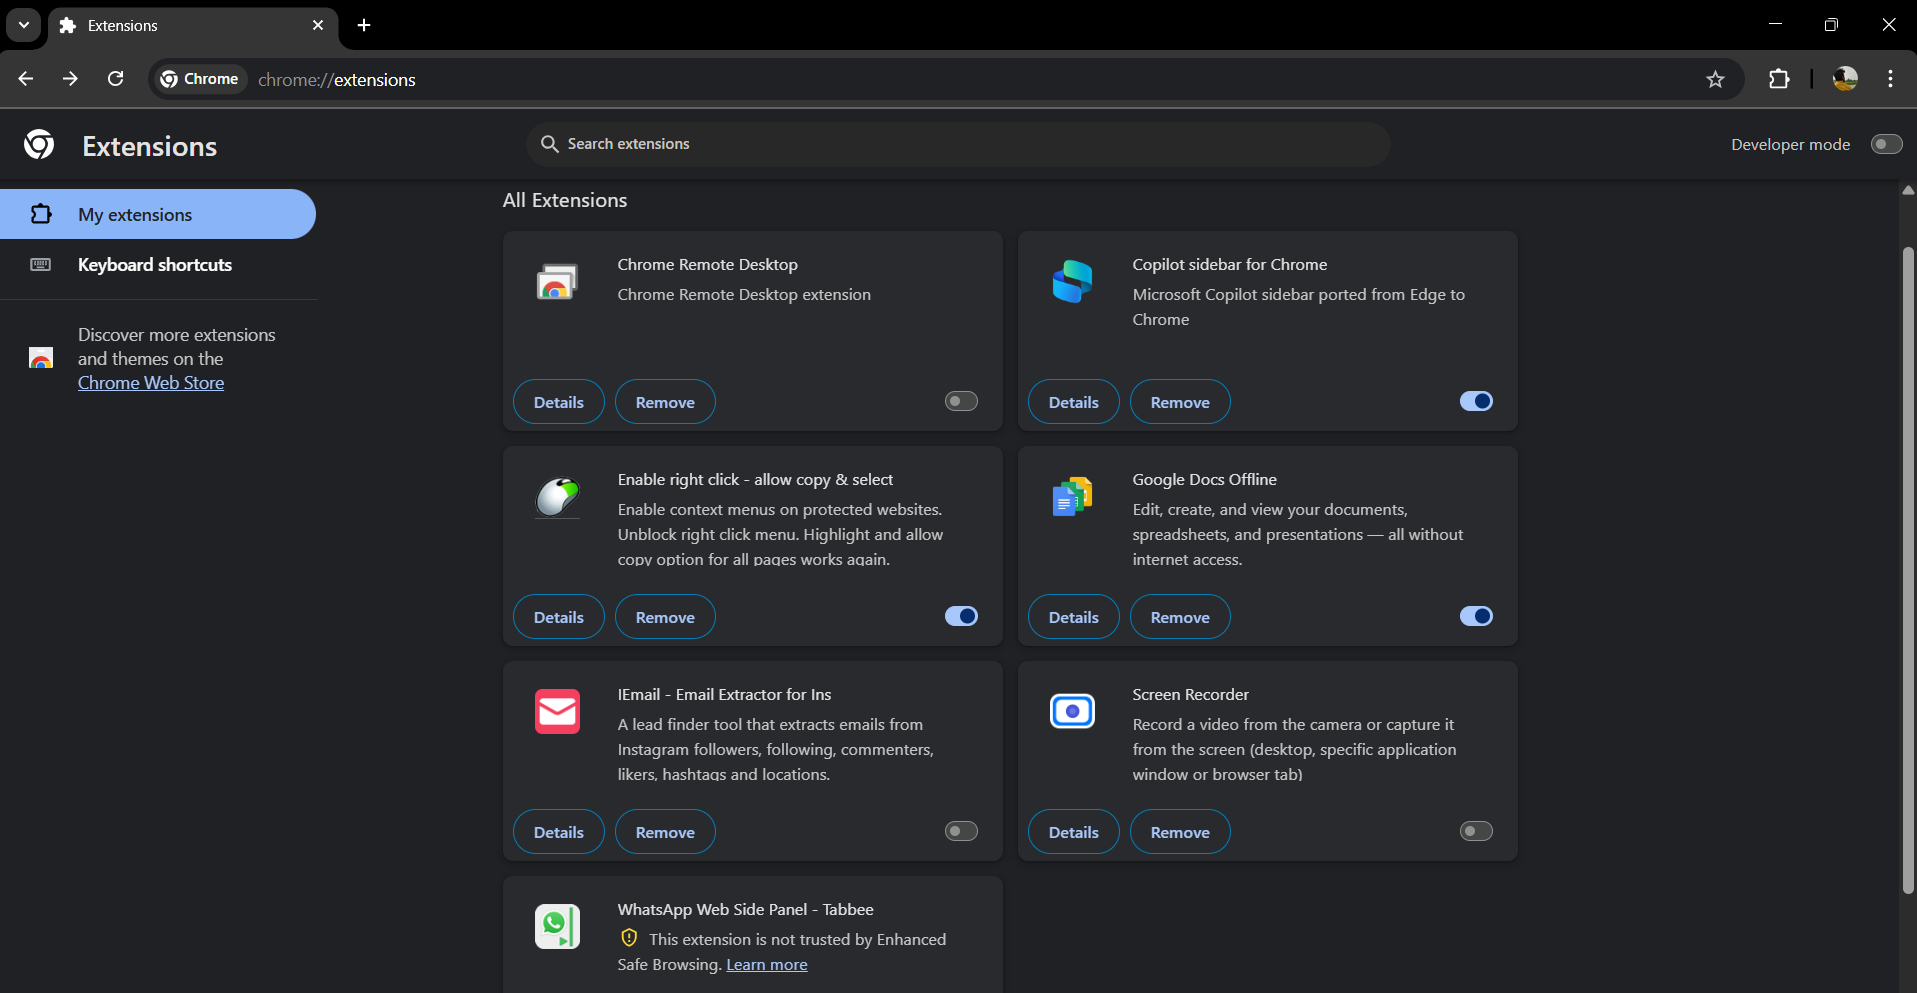 Extensions
Chrome
chrome://extensions
Extensions
Search extensions
Developer mode
My extensions
Keyboard shortcuts
Discover more extensions
and themes on the
Chrome Web Store
All Extensions
Chrome Remote Desktop
Chrome Remote Desktop extension
Details
Remove
Copilot sidebar for Chrome
Microsoft Copilot sidebar ported from Edge to
Chrome
Details
Remove
Enable right click - allow copy & select
Enable context menus on protected websites.
Unblock right click menu. Highlight and allow
copy option for all pages works again.
Details
Remove
Google Docs Offline
Edit, create, and view your documents,
spreadsheets, and presentations — all without
internet access.
Details
Remove
IEmail - Email Extractor for Ins
A lead finder tool that extracts emails from
Instagram followers, following, commenters,
likers, hashtags and locations.
Details
Remove
Screen Recorder
Record a video from the camera or capture it
from the screen (desktop, specific application
window or browser tab)
Details
Remove
WhatsApp Web Side Panel - Tabbee
This extension is not trusted by Enhanced
Safe Browsing. Learn more